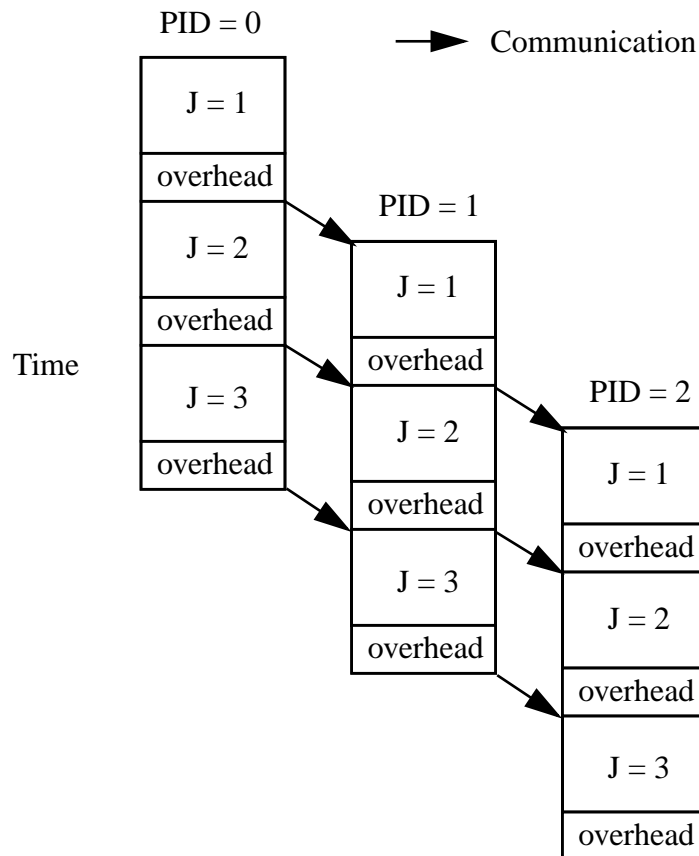 PID = 0
Communication
J = 1
overhead
PID = 1
J = 2
J = 1
overhead
overhead
Time
J = 3
PID = 2
J = 2
overhead
J = 1
overhead
overhead
J = 3
J = 2
overhead
overhead
J = 3
overhead